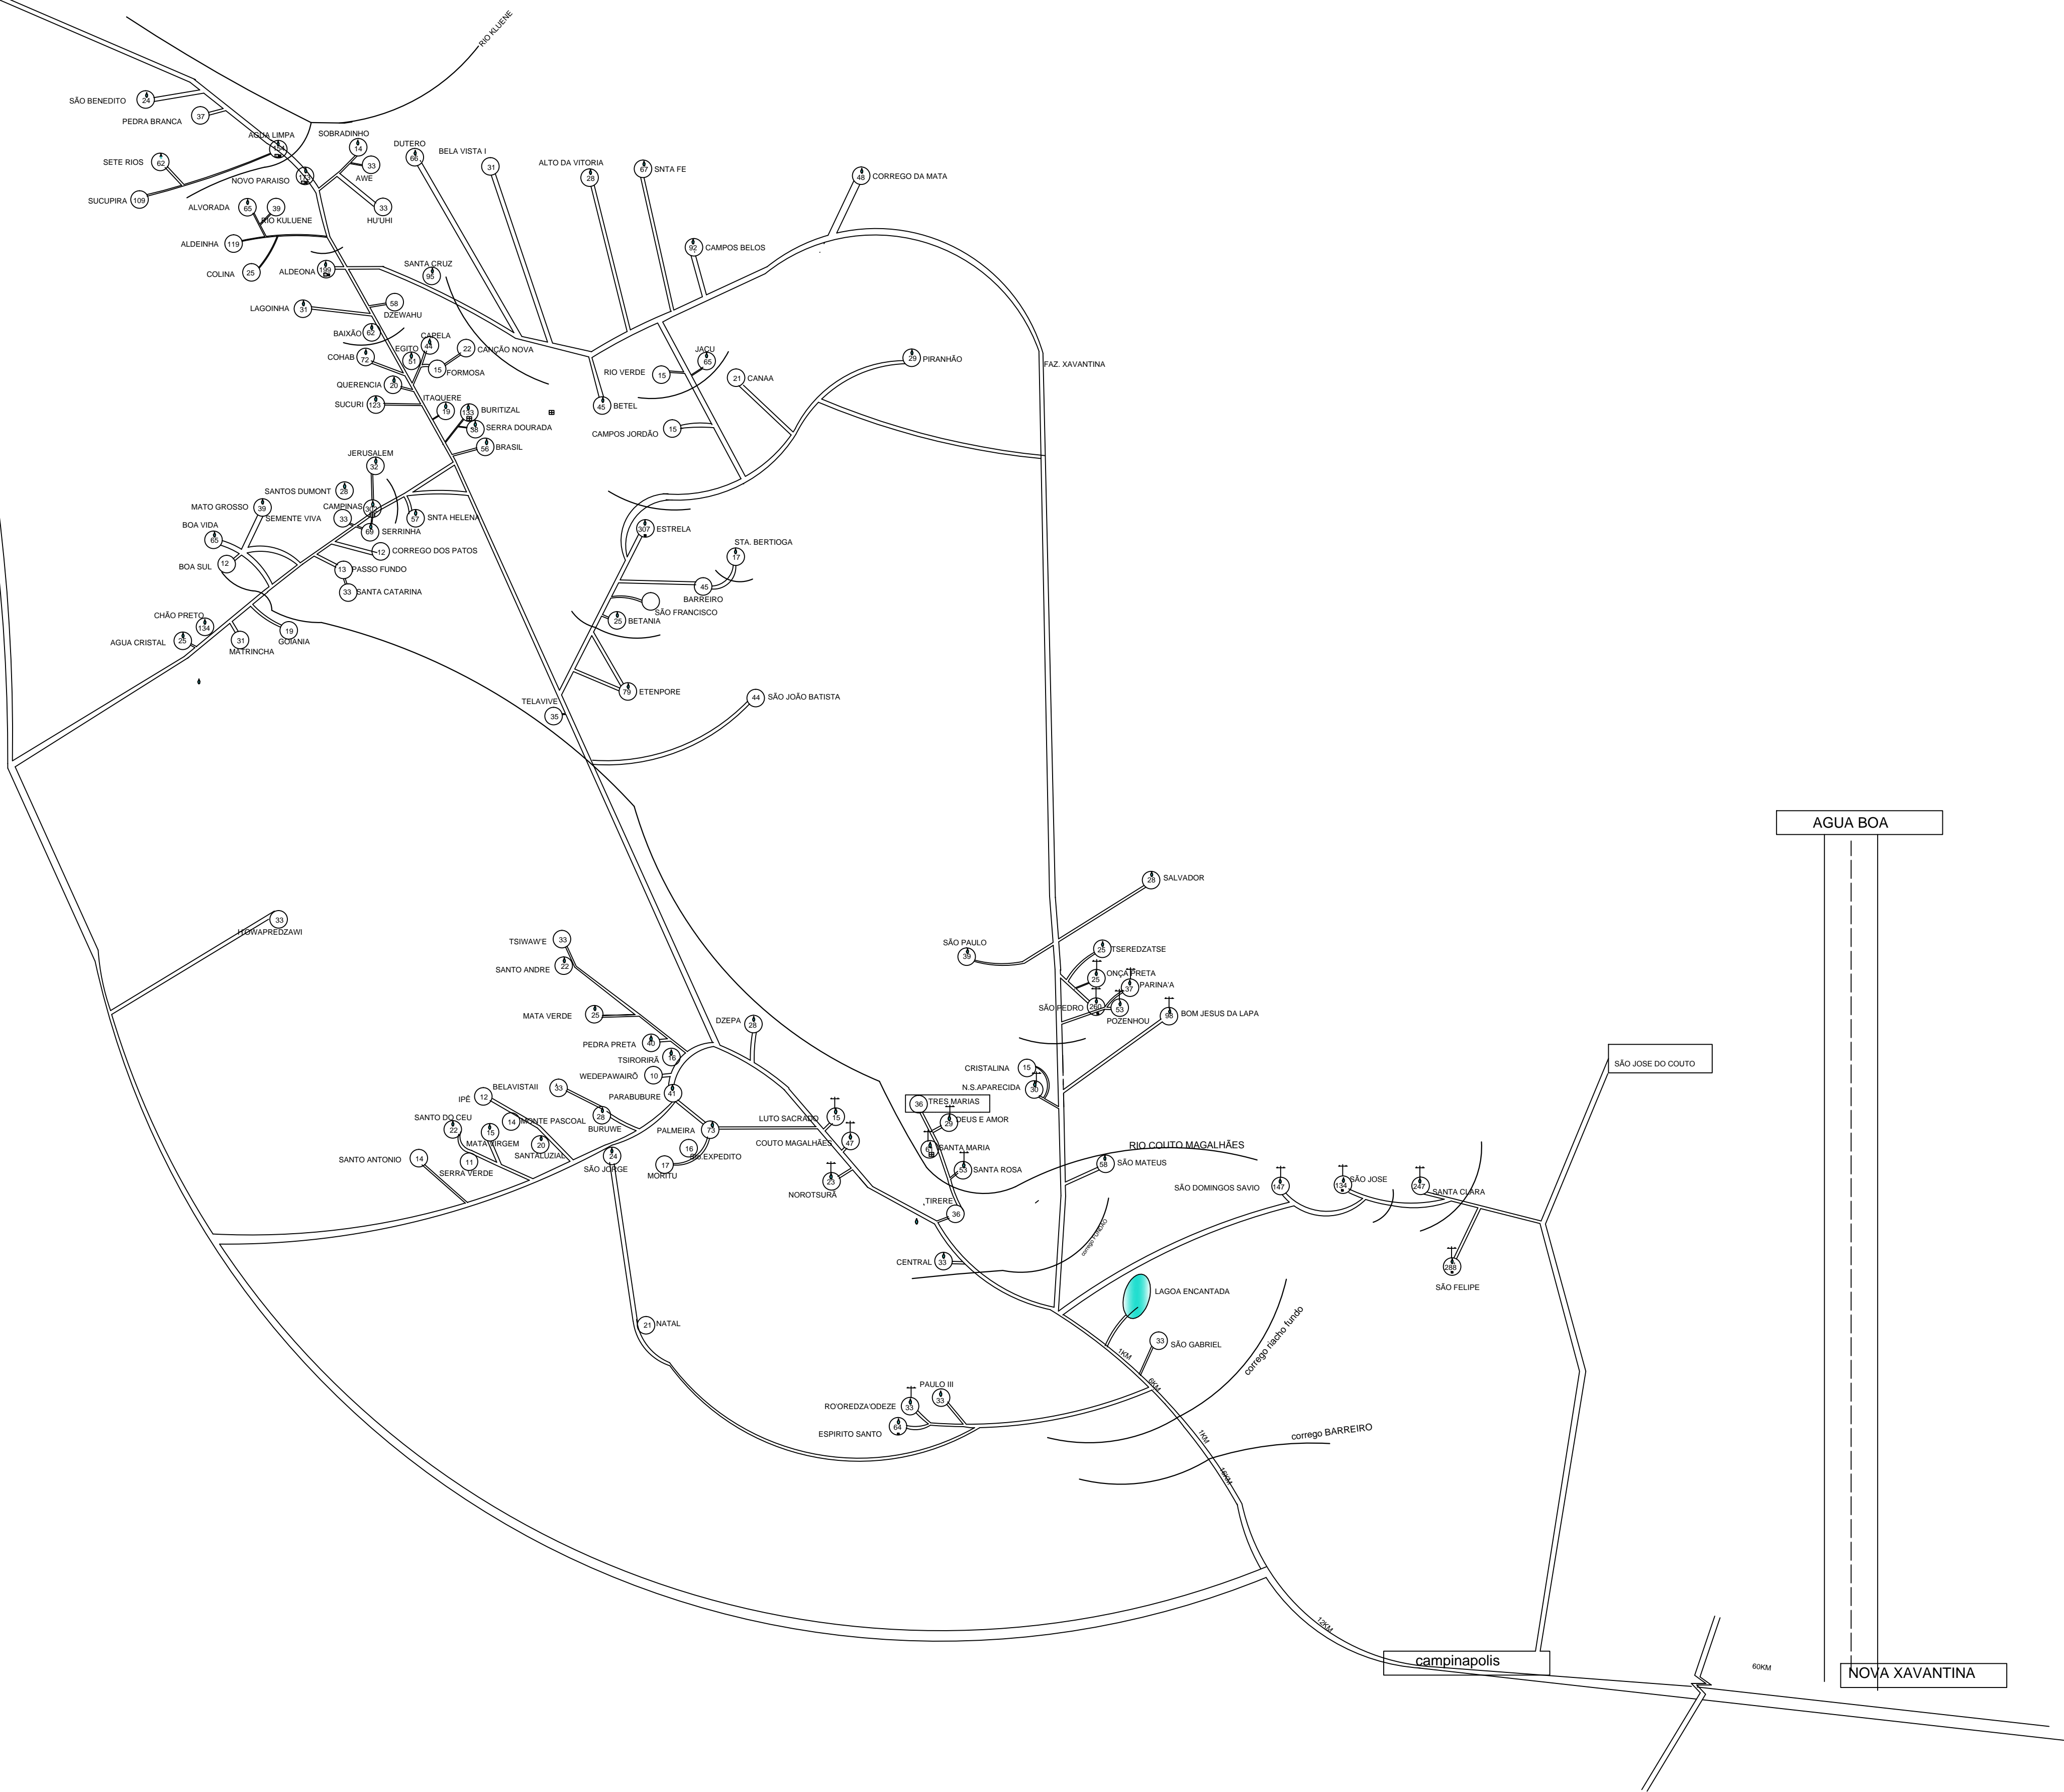 RIO KLUENE
SÃO BENEDITO
24
PEDRA BRANCA
37
AGUA LIMPA
SOBRADINHO
14
SETE RIOS
62
33
AWE
NOVO PARAISO
SUCUPIRA
109
ALVORADA
65
39
RIO KULUENE
33
HU'UHI
ALDEINHA
119
COLINA
25
ALDEONA
199
DUTERO
66
BELA VISTA I
31
ALTO DA VITORIA
28
67
SNTA FE
48
CORREGO DA MATA
92
CAMPOS BELOS
SANTA CRUZ
95
LAGOINHA
31
58
DZEWAHU
BAIXÃO
62
CAPELA
44
COHAB
72
EGITO
51
22
CANÇÃO NOVA
15
FORMOSA
QUERENCIA
20
SUCURI
123
ITAQUERE
19
133
BURITIZAL
38
SERRA DOURADA
56
BRASIL
45
BETEL
RIO VERDE
15
JACU
65
21
CANAA
29
PIRANHÃO
FAZ. XAVANTINA
CAMPOS JORDÃO
15
JERUSALEM
32
SANTOS DUMONT
28
MATO GROSSO
39
CAMPINAS
SEMENTE VIVA
33
69
SERRINHA
57
SNTA HELENA
BOA VIDA
65
BOA SUL
12
12
CORREGO DOS PATOS
13
PASSO FUNDO
33
SANTA CATARINA
CHÃO PRETO
134
AGUA CRISTAL
25
31
MATRINCHA
19
GOIANIA
307
ESTRELA
STA. BERTIOGA
17
45
BARREIRO
SÃO FRANCISCO
25
BETANIA
79
ETENPORE
TELAVIVE
35
44
SÃO JOÃO BATISTA
AGUA BOA
28
SALVADOR
33
SÃO PAULO
39
25
TSEREDZATSE
25
ONÇA PRETA
37
PARINA'A
SÃO PEDRO
260
53
POZENHOU
98
BOM JESUS DA LAPA
TSIWAW'E
33
SANTO ANDRE
22
MATA VERDE
25
DZEPA
28
PEDRA PRETA
40
TSIRORIRÃ
16
WEDEPAWAIRÕ
10
CRISTALINA
15
N.S.APARECIDA
30
SÃO JOSE DO COUTO
BELAVISTAII
33
PARABUBURE
41
IPÊ
12
36
TRES MARIAS
29
DEUS E AMOR
SANTO DO CEU
22
15
14
MONTE PASCOAL
28
BURUWE
PALMEIRA
73
LUTO SACRADO
15
COUTO MAGALHÃES
47
MATA VIRGEM
20
SANTALUZIAI
SANTA MARIA
RIO COUTO MAGALHÃES
SANTO ANTONIO
14
11
SERRA VERDE
24
SÃO JORGE
16
17
MORITU
23
NOROTSURÃ
53
SANTA ROSA
58
SÃO MATEUS
TIRERE
36
SÃO DOMINGOS SAVIO
147
134
SÃO JOSE
247
SANTA CLARA
corrego FUNDÃO
CENTRAL
33
288
SÃO FELIPE
LAGOA ENCANTADA
21
NATAL
33
SÃO GABRIEL
1KM
corrego riacho fundo
6KM
PAULO III
33
RO'OREDZA'ODEZE
33
ESPIRITO SANTO
64
1KM
corrego BARREIRO
12KM
campinapolis
60KM
NOVA XAVANTINA